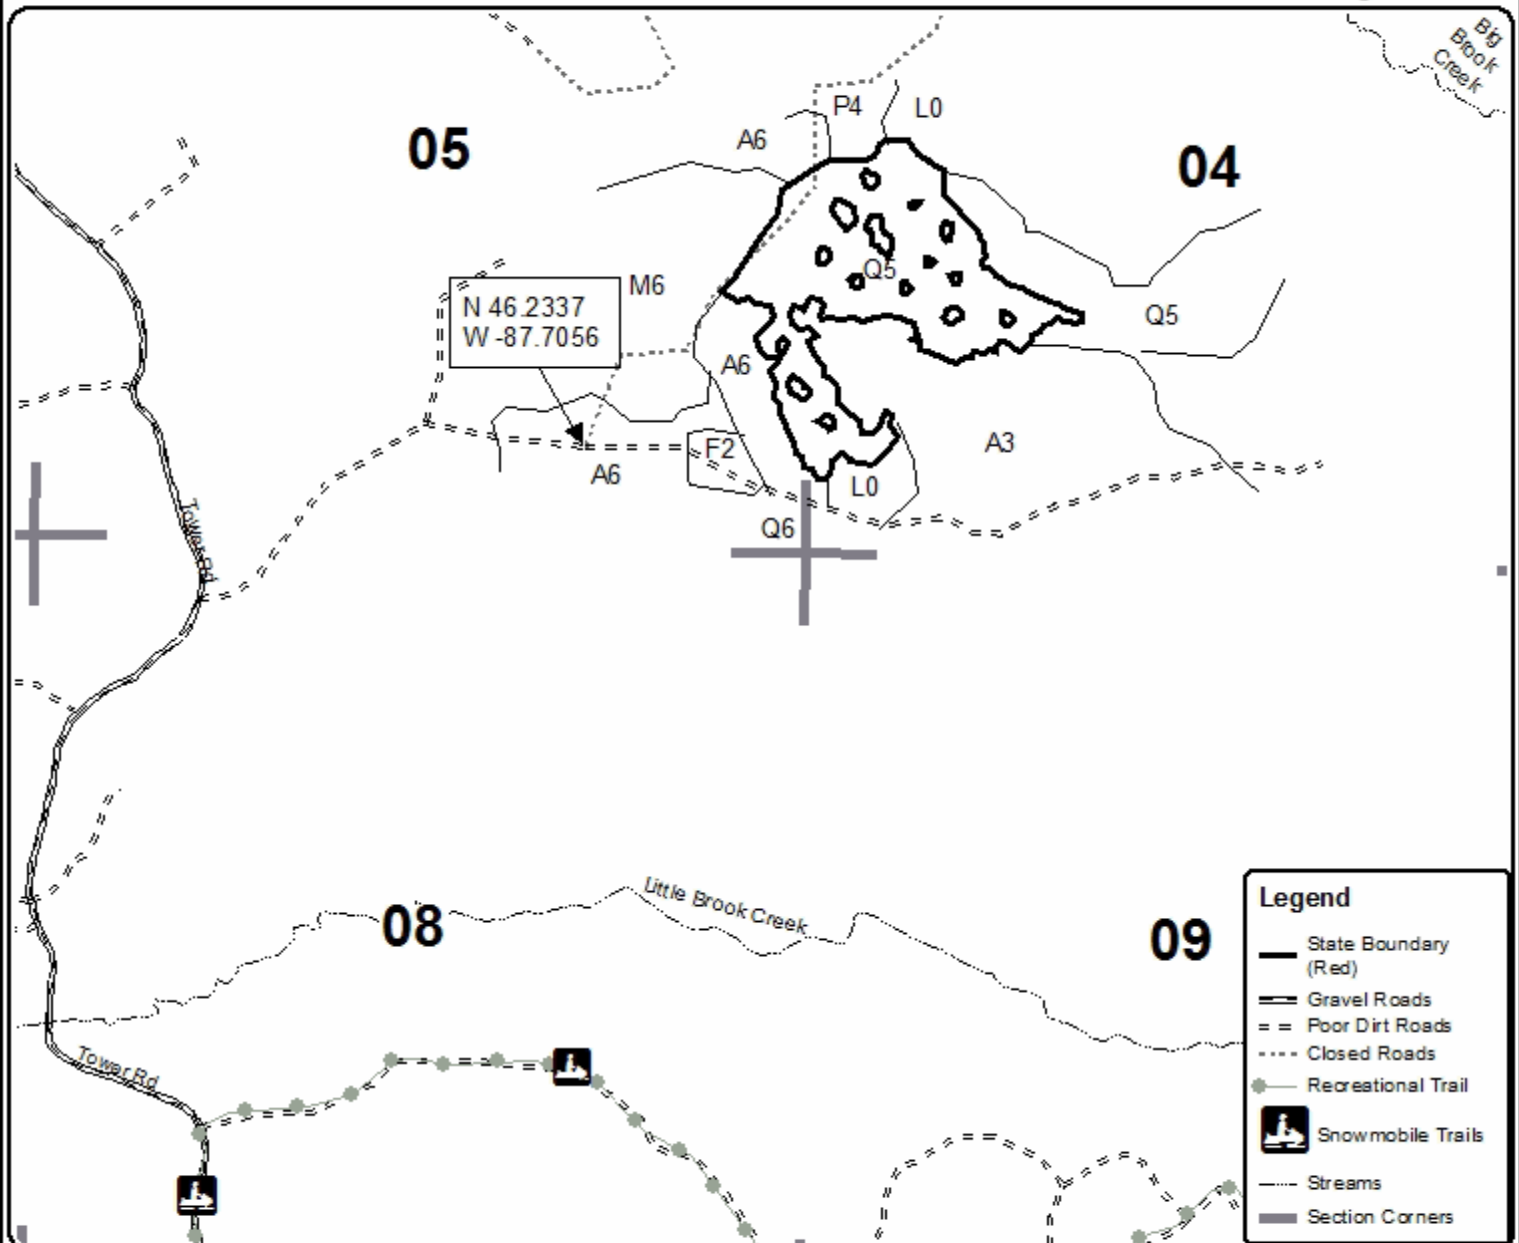 Big
Brook
Creek
P4
L0
A6
05
04
Q5
M6
N 46.2337
W -87.7056
Q5
A6
F2
A3
A6
L0
Q6
Tower Rd
Little Brook Creek
08
09
Tower Rd
Legend
State Boundary
(Red)
Gravel Roads
Poor Dirt Roads
Closed Roads
Recreational Trail
Snowmobile Trails
Streams
Section Corners